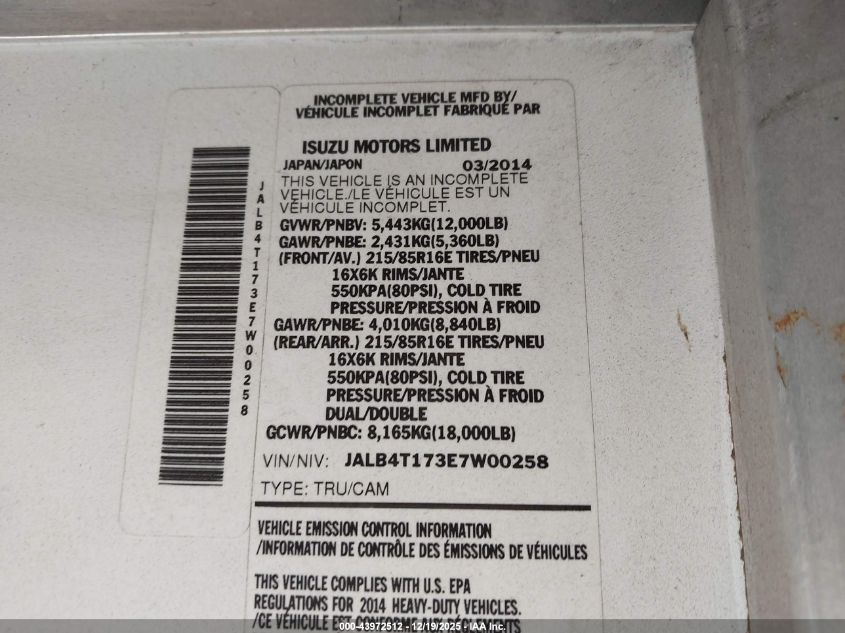 INCOMPLETE VEHICLE MFD BY/
VÉHICULE INCOMPLET FABRIQUÉ PAR
ISUZU MOTORS LIMITED
JAPAN/JAPON 03/2014
THIS VEHICLE IS AN INCOMPLETE
VEHICLE./LE VÉHICULE EST UN
VÉHICULE INCOMPLET.
GVWR/PNBV: 5,443KG(12,000LB)
GAWR/PNBE: 2,431KG(5,360LB)
(FRONT/AV.) 215/85R16E TIRES/PNEU
16X6K RIMS/JANTE
550KPA(80PSI), COLD TIRE
PRESSURE/PRESSION À FROID
GAWR/PNBE: 4,010KG(8,840LB)
(REAR/ARR.) 215/85R16E TIRES/PNEU
16X6K RIMS/JANTE
550KPA(80PSI), COLD TIRE
PRESSURE/PRESSION À FROID
DUAL/DOUBLE
GCWR/PNBC: 8,165KG(18,000LB)
VIN/NIV: JALB4T173E7W00258
TYPE: TRU/CAM
JALB4T173E7W00258
VEHICLE EMISSION CONTROL INFORMATION
/INFORMATION DE CONTRÔLE DES ÉMISSIONS DE VÉHICULES
THIS VEHICLE COMPLIES WITH U.S. EPA
REGULATIONS FOR 2014 HEAVY-DUTY VEHICLES.
/CE VÉHICULE EST CONFORME AUX RÈGLEMENTS
000-43972512 - 12/19/2025 - IAA Inc.